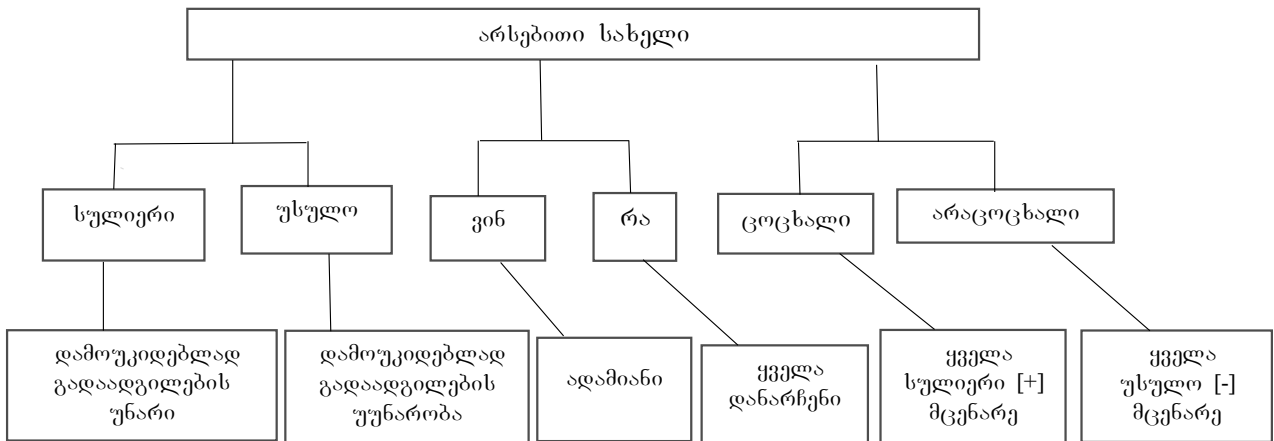 არსებითი სახელი
სულიერი
უსულო
ვინ
რა
ცოცხალი
არაცოცხალი
დამოუკიდებლად
გადაადგილების
უნარი
დამოუკიდებლად
გადაადგილების
უუნარობა
ადამიანი
ყველა
დანარჩენი
ყველა
სულიერი [+]
მცენარე
ყველა
უსულო [-]
მცენარე